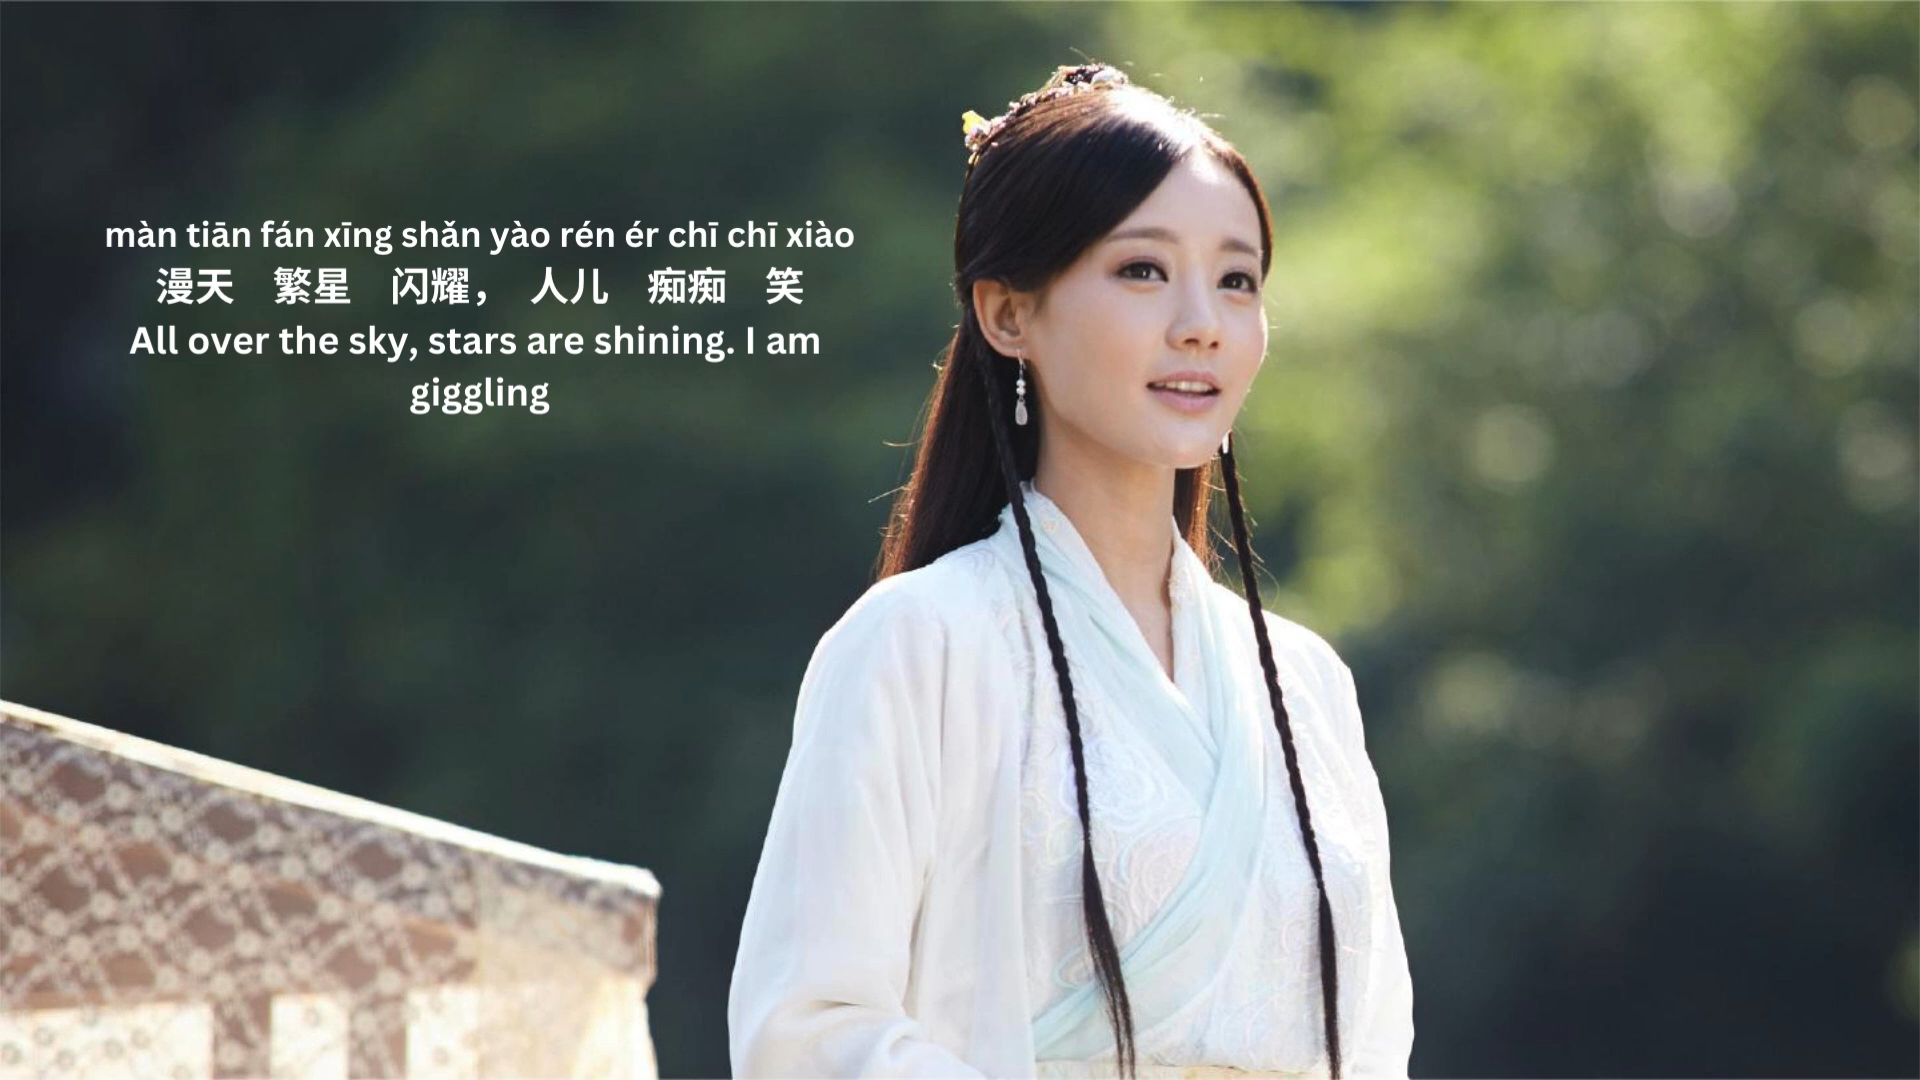 màn tiān fán xīng shǎn yào rén ér chī chī xiào
漫天　繁星　闪耀，　人儿　痴痴　笑
All over the sky, stars are shining. I am
giggling